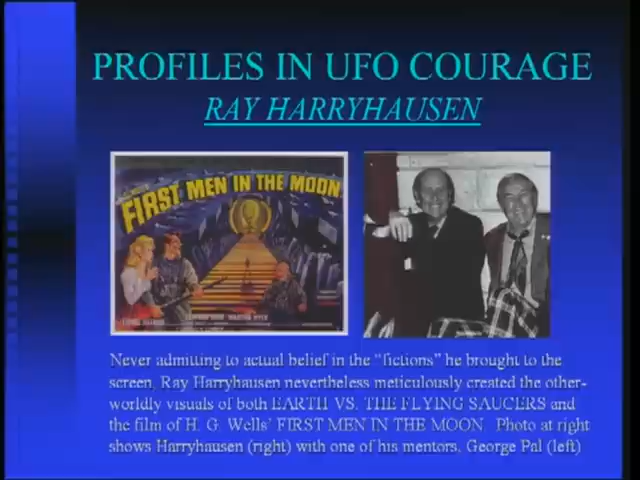 PROFILES IN UFO COURAGE
RAY HARRYHAUSEN
FIRST MEN IN THE MOON
Never admitting to actual belief in the "fictions" he brought to the
screen, Ray Harryhausen nevertheless meticulously created the other-
worldly visuals of both EARTH VS. THE FLYING SAUCERS and
the film of H. G. Wells' FIRST MEN IN THE MOON. Photo at right
shows Harryhausen (right) with one of his mentors, George Pal (left)